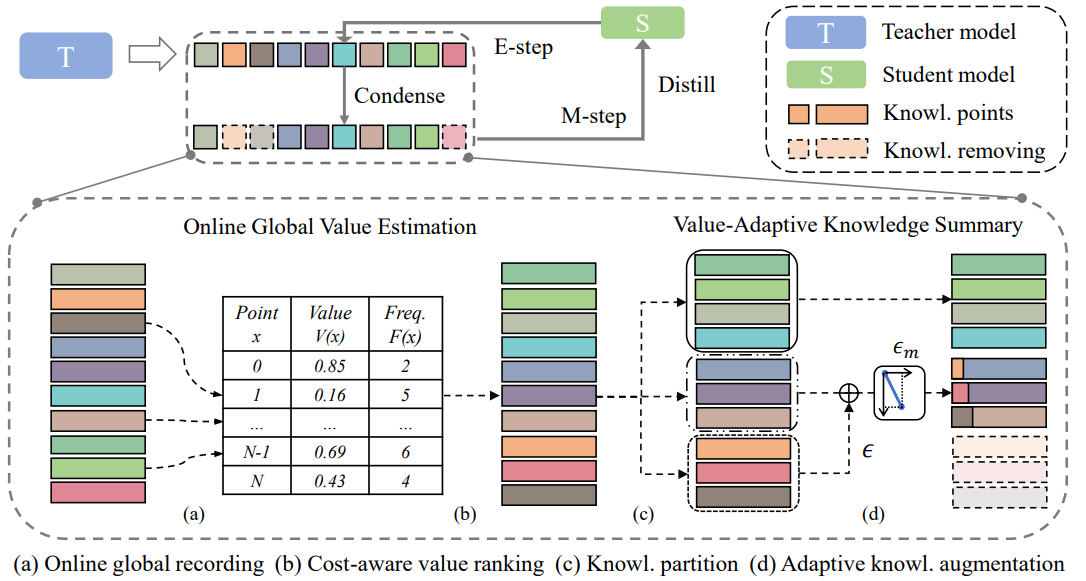 T
S
E-step
Condense
Distill
M-step
T Teacher model
S Student model
Knowl. points
Knowl. removing
Online Global Value Estimation
Value-Adaptive Knowledge Summary
Point x Value V(x) Freq. F(x)
0 0.85 2
1 0.16 5
... ... ...
N-1 0.69 6
N 0.43 4
ϵm
ϵ
(a) (b) (c) (d)
(a) Online global recording (b) Cost-aware value ranking (c) Knowl. partition (d) Adaptive knowl. augmentation